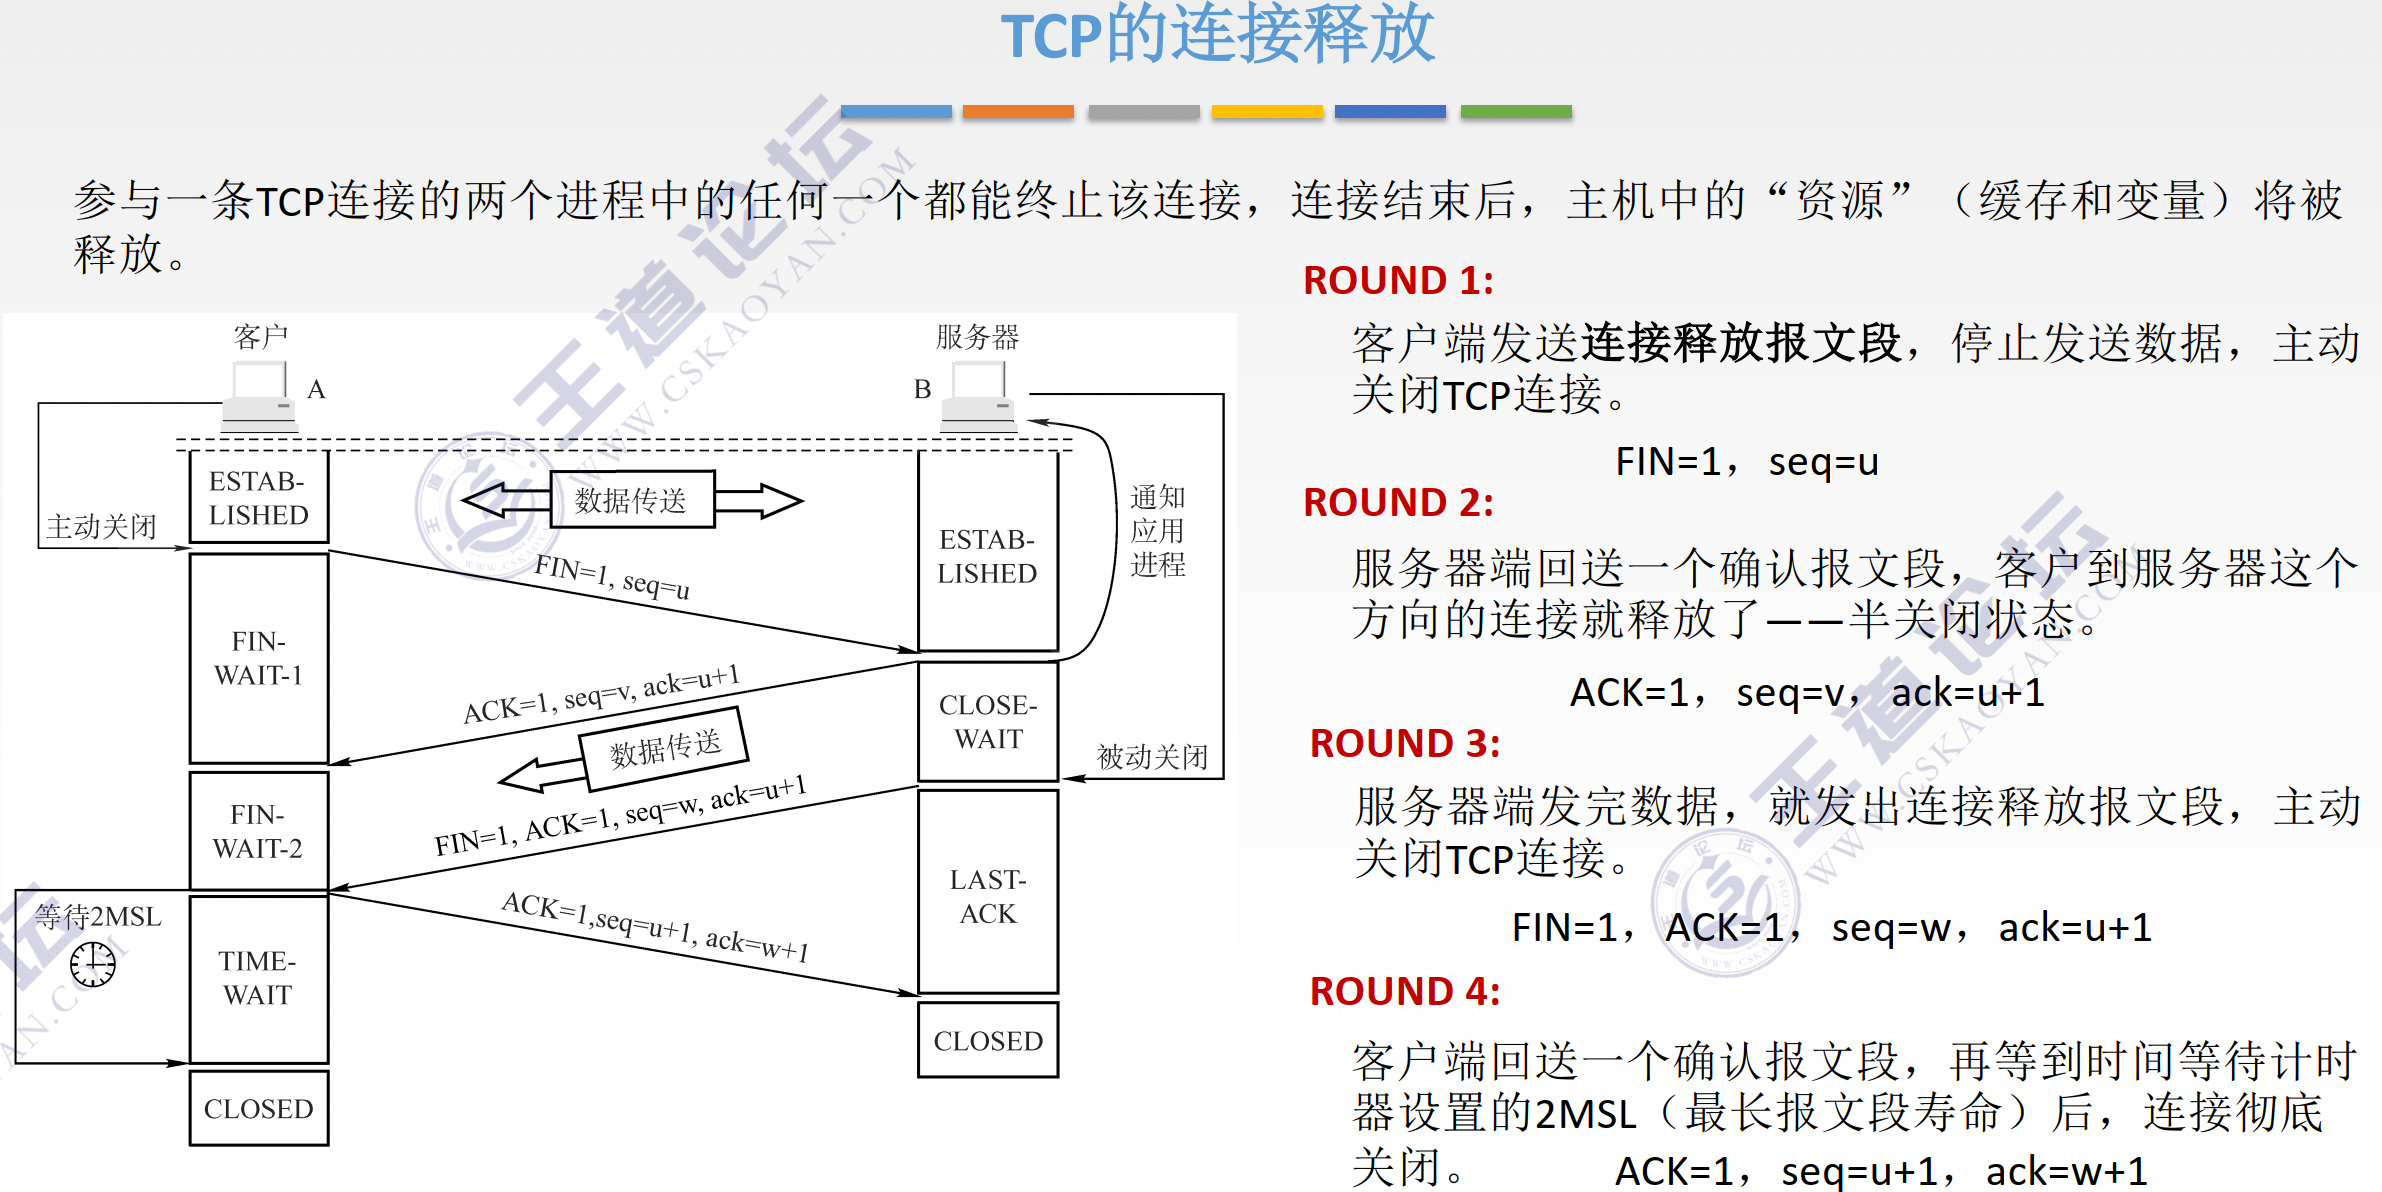 TCP的连接释放
参与一条TCP连接的两个进程中的任何一个都能终止该连接，连接结束后，主机中的“资源”（缓存和变量）将被
释放。
客户
服务器
A
B
ESTAB-
LISHED
数据传送
主动关闭
ESTAB-
LISHED
通知
应用
进程
FIN=1, seq=u
FIN-
WAIT-1
ACK=1, seq=v, ack=u+1
CLOSE-
WAIT
数据传送
被动关闭
FIN-
WAIT-2
FIN=1, ACK=1, seq=w, ack=u+1
LAST-
ACK
等待2MSL
ACK=1,seq=u+1, ack=w+1
TIME-
WAIT
CLOSED
CLOSED
ROUND 1:
客户端发送连接释放报文段，停止发送数据，主动
关闭TCP连接。
FIN=1，seq=u
ROUND 2:
服务器端回送一个确认报文段，客户到服务器这个
方向的连接就释放了——半关闭状态。
ACK=1，seq=v，ack=u+1
ROUND 3:
服务器端发完数据，就发出连接释放报文段，主动
关闭TCP连接。
FIN=1，ACK=1，seq=w，ack=u+1
ROUND 4:
客户端回送一个确认报文段，再等到时间等待计时
器设置的2MSL（最长报文段寿命）后，连接彻底
关闭。 ACK=1，seq=u+1，ack=w+1
王道论坛
WWW.CSKAOYAN.COM
王道论坛
WWW.CSKAOYAN.COM